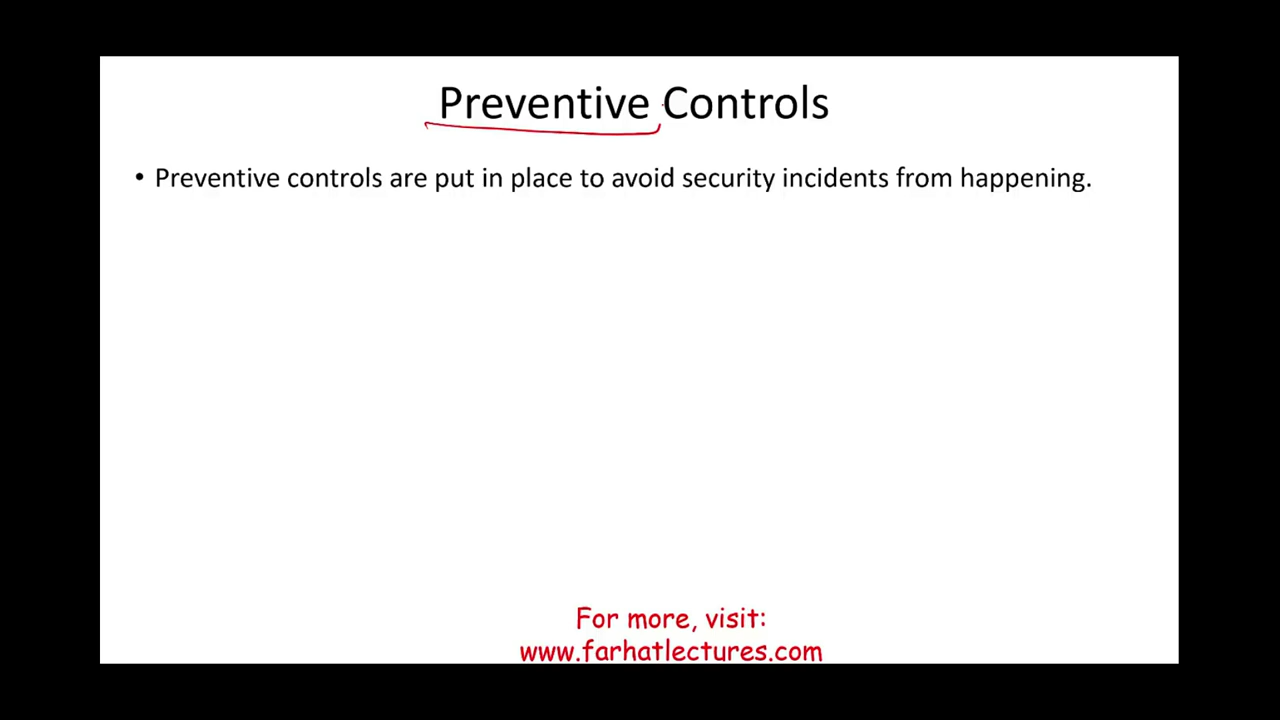 Preventive Controls
• Preventive controls are put in place to avoid security incidents from happening.
For more, visit:
www.farhatlectures.com